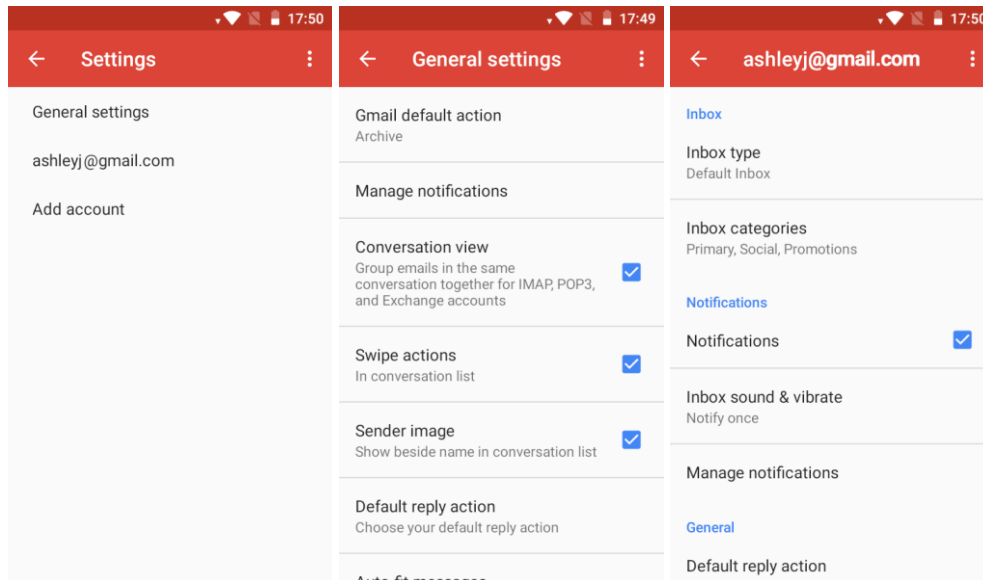 17:50
Settings
General settings
ashleyj@gmail.com
Add account
17:49
General settings
Gmail default action
Archive
Manage notifications
Conversation view
Group emails in the same
conversation together for IMAP, POP3,
and Exchange accounts
Swipe actions
In conversation list
Sender image
Show beside name in conversation list
Default reply action
Choose your default reply action
Auto-fit messages
17:50
ashleyj@gmail.com
Inbox
Inbox type
Default Inbox
Inbox categories
Primary, Social, Promotions
Notifications
Notifications
Inbox sound & vibrate
Notify once
Manage notifications
General
Default reply action